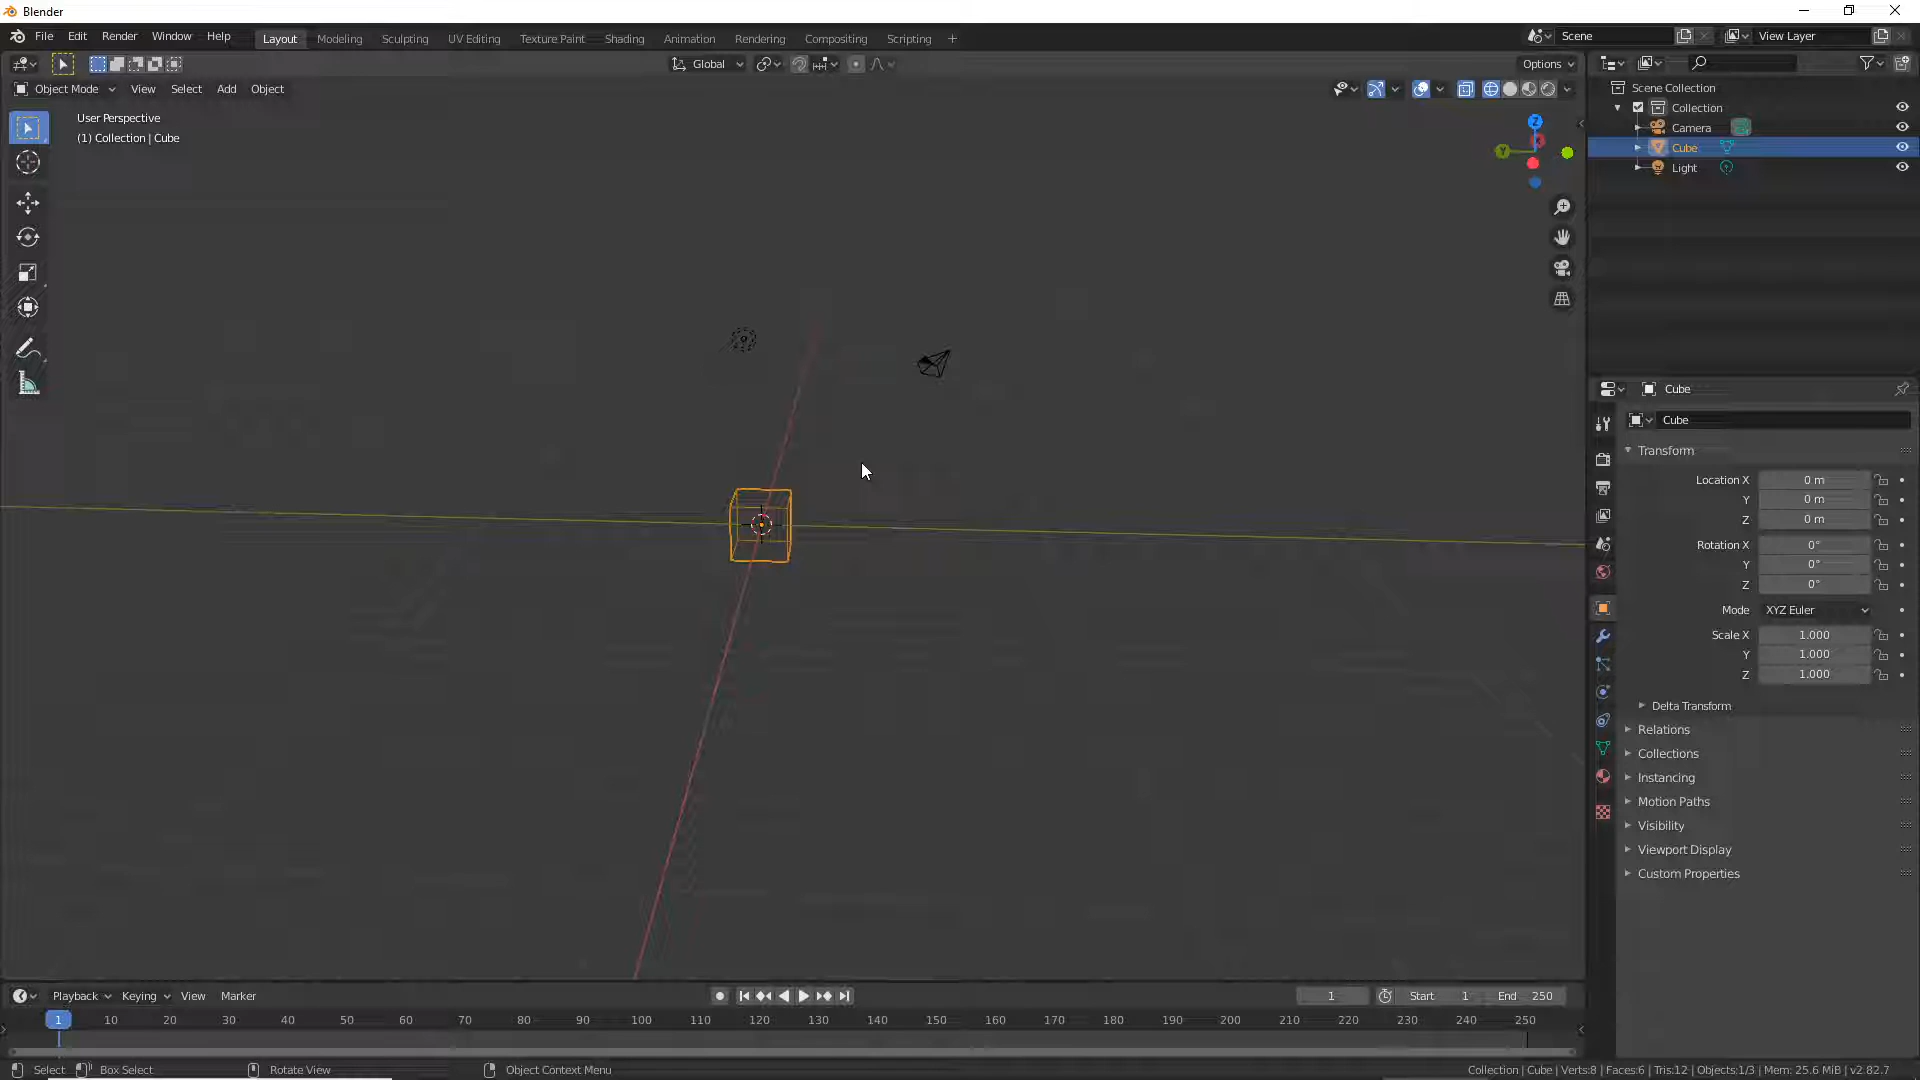 Blender
File Edit Render Window Help Layout Modeling Sculpting UV Editing Texture Paint Shading Animation Rendering Compositing Scripting + Scene View Layer
Global Options
Object Mode View Select Add Object
User Perspective
(1) Collection | Cube
Z
X
Y
Scene Collection
Collection
Camera
Cube
Light
Cube
Cube
Transform
Location X 0 m
Y 0 m
Z 0 m
Rotation X 0°
Y 0°
Z 0°
Mode XYZ Euler
Scale X 1.000
Y 1.000
Z 1.000
Delta Transform
Relations
Collections
Instancing
Motion Paths
Visibility
Viewport Display
Custom Properties
Playback Keying View Marker 1 Start 1 End 250
1 10 20 30 40 50 60 70 80 90 100 110 120 130 140 150 160 170 180 190 200 210 220 230 240 250
Select Box Select Rotate View Object Context Menu Collection | Cube | Verts:8 | Faces:6 | Tris:12 | Objects:1/3 | Mem: 25.6 MiB | v2.82.7